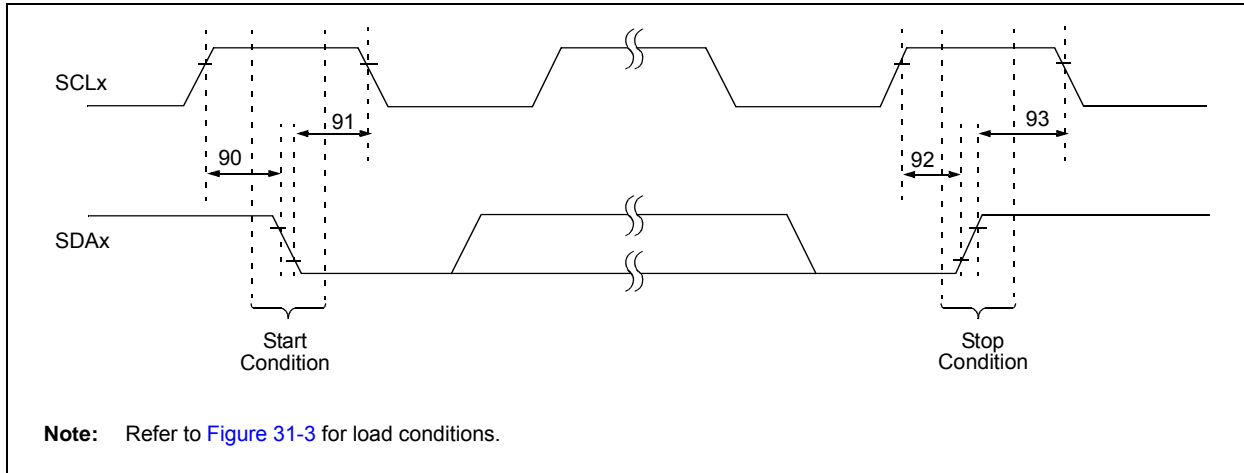 SCLx
91
93
90
92
SDAx
Start
Condition
Stop
Condition
Note: Refer to Figure 31-3 for load conditions.